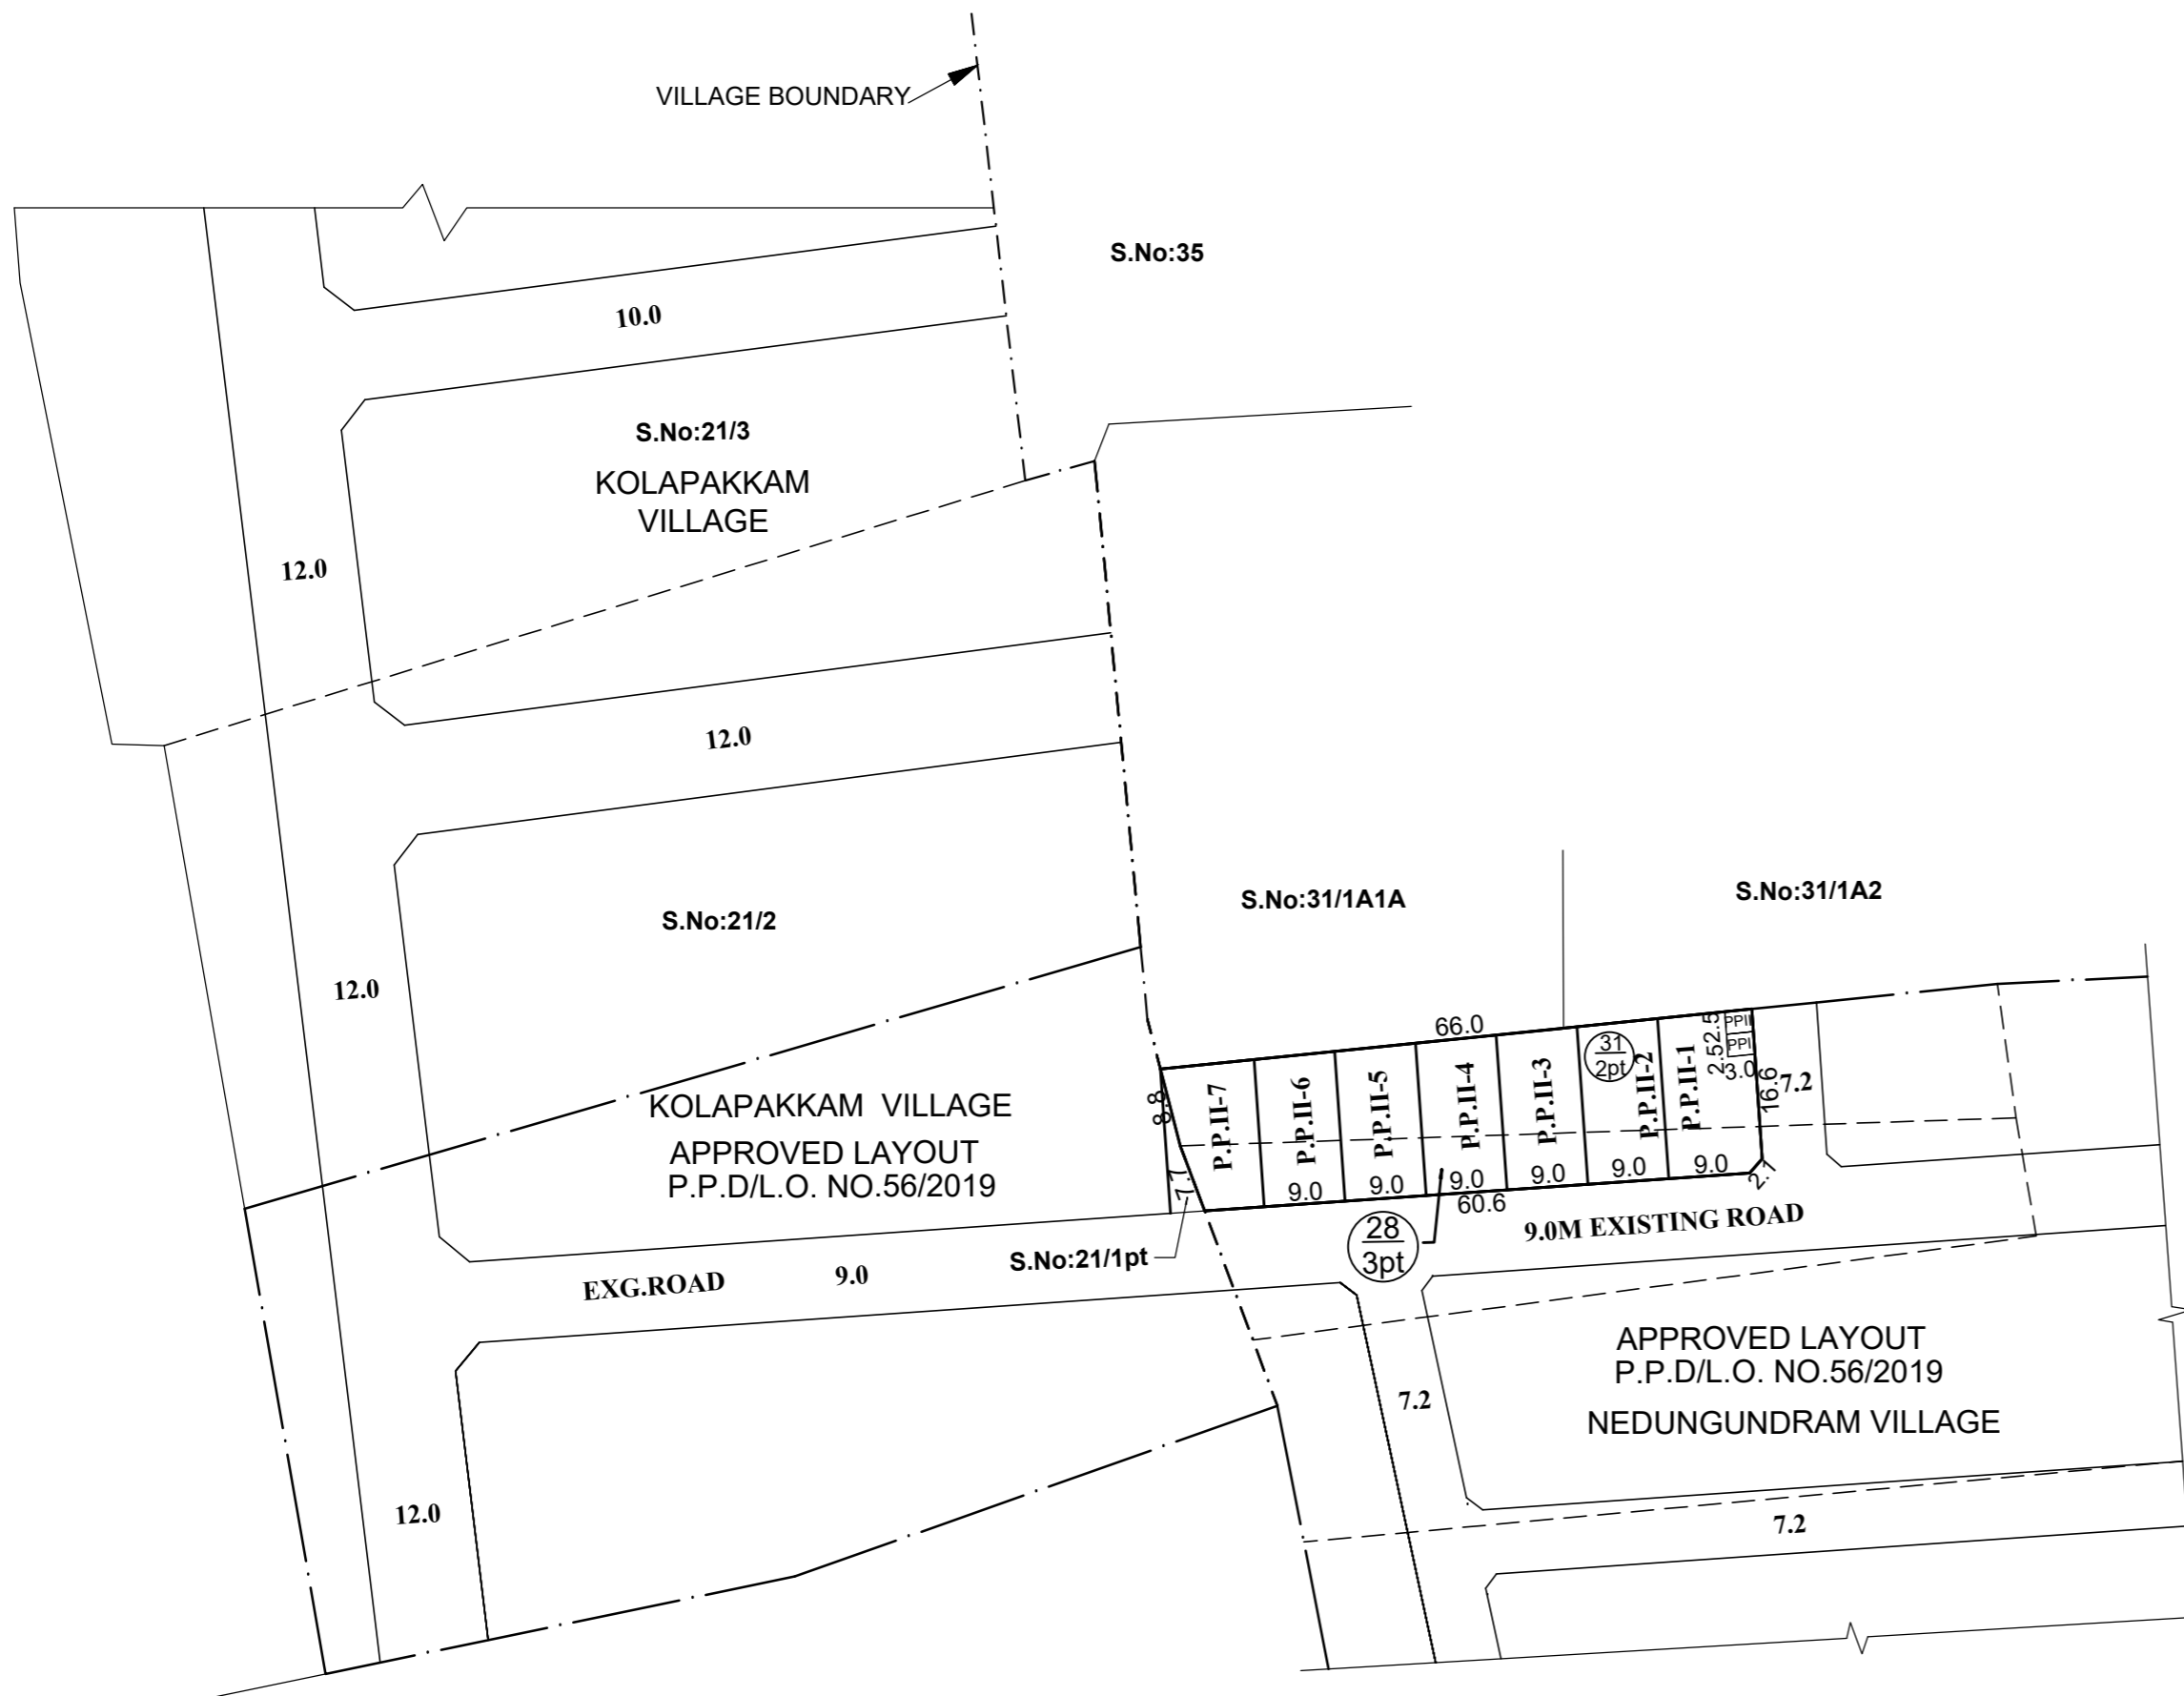 VILLAGE BOUNDARY
S.No:35
10.0
S.No:21/3
KOLAPAKKAM
VILLAGE
12.0
12.0
S.No:21/2
S.No:31/1A1A
S.No:31/1A2
12.0
66.0
31
2pt
2.5
2.5
PPII
PPI
3.0
16.6
7.2
8.8
7.7
P.P.II-7
P.P.II-6
P.P.II-5
P.P.II-4
P.P.II-3
P.P.II-2
P.P.II-1
KOLAPAKKAM VILLAGE
APPROVED LAYOUT
P.P.D/L.O. NO.56/2019
9.0
9.0
9.0
9.0
9.0
9.0
2.7
60.6
9.0M EXISTING ROAD
28
3pt
S.No:21/1pt
EXG.ROAD
9.0
APPROVED LAYOUT
P.P.D/L.O. NO.56/2019
NEDUNGUNDRAM VILLAGE
7.2
12.0
7.2